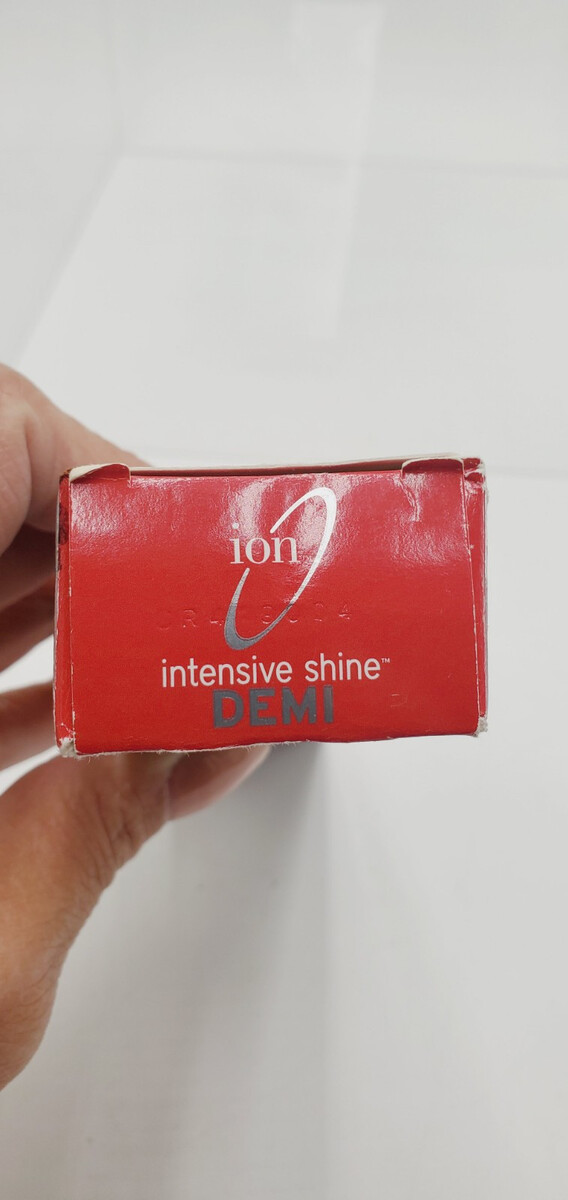 ion
intensive shine™
DEMI